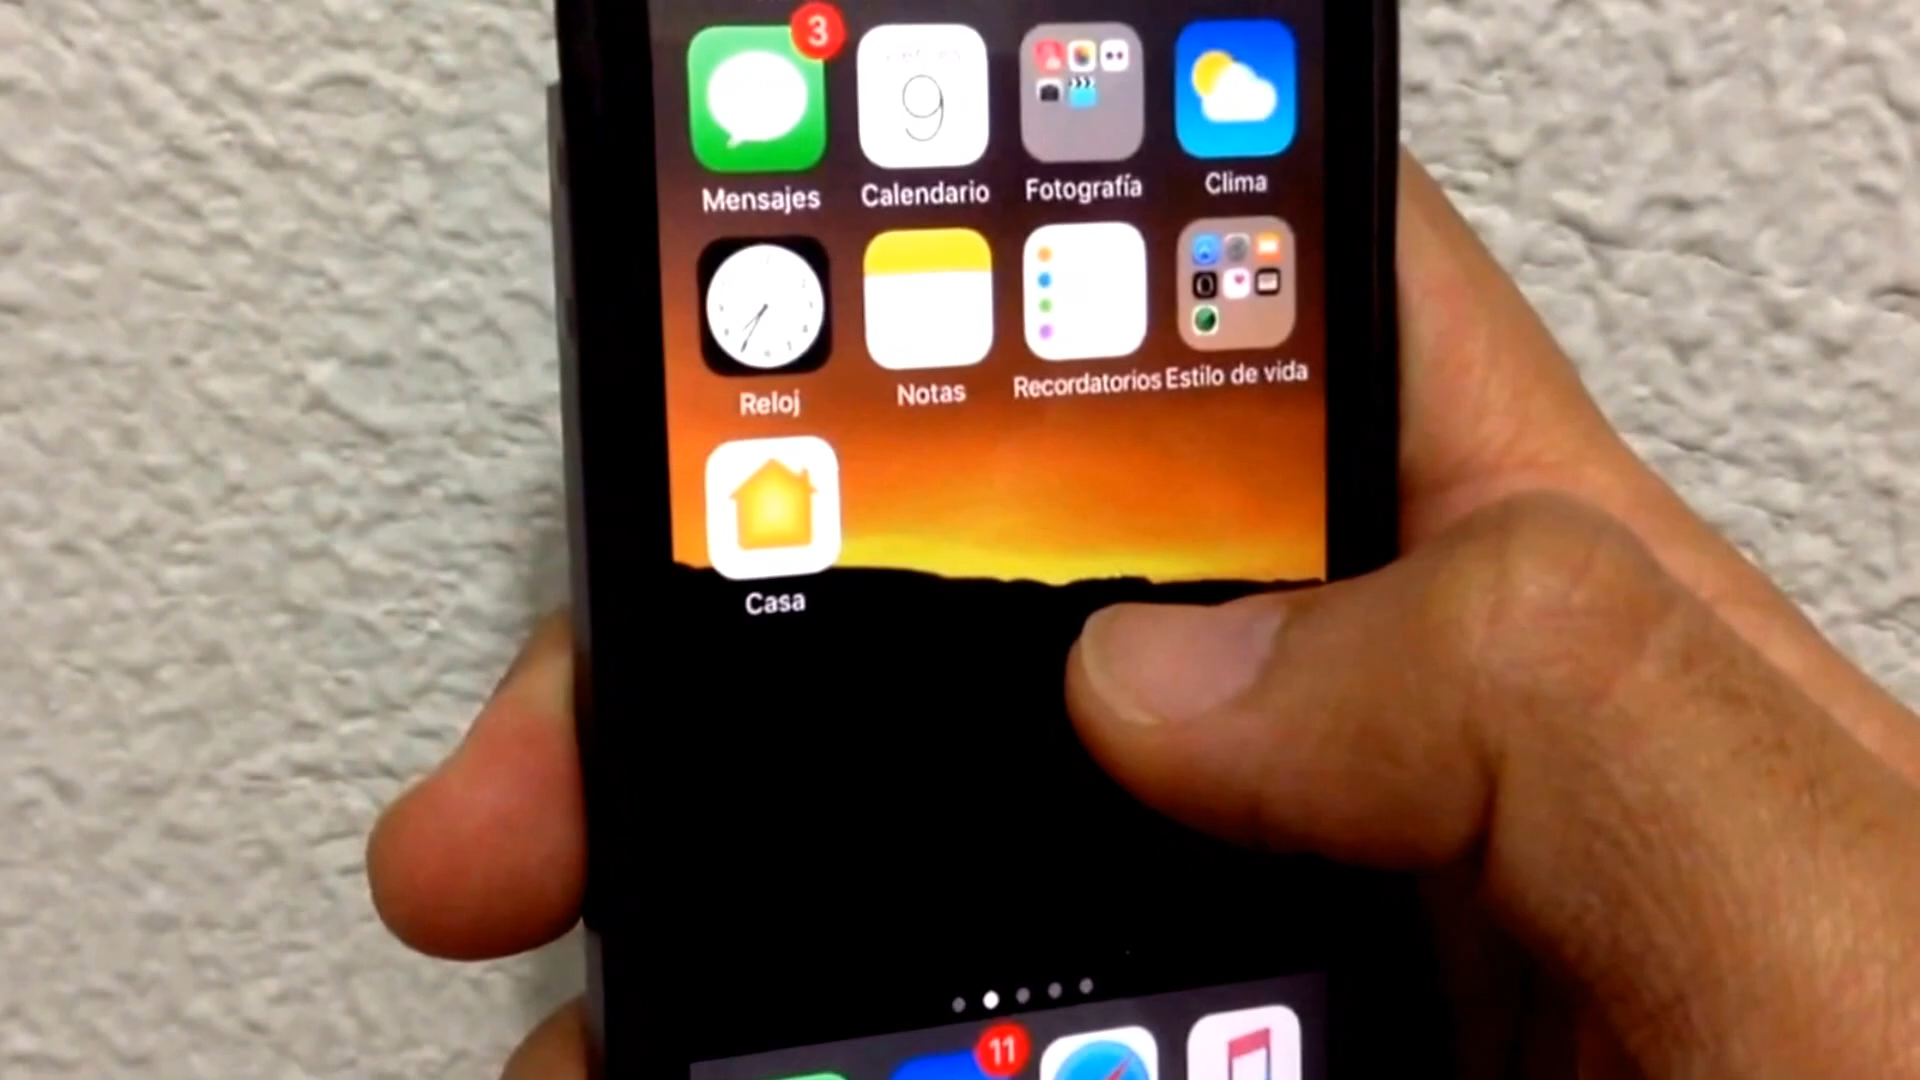 3
9
Mensajes Calendario Fotografía Clima
Reloj Notas Recordatorios Estilo de vida
Casa
11